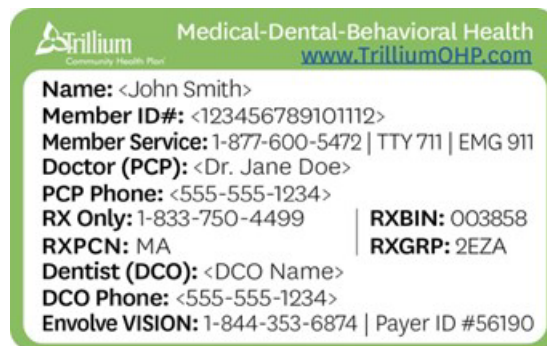 Trillium
Community Health Plan
Medical-Dental-Behavioral Health
www.TrilliumOHP.com
Name: <John Smith>
Member ID#: <123456789101112>
Member Service: 1-877-600-5472 | TTY 711 | EMG 911
Doctor (PCP): <Dr. Jane Doe>
PCP Phone: <555-555-1234>
RX Only: 1-833-750-4499 | RXBIN: 003858
RXPCN: MA | RXGRP: 2EZA
Dentist (DCO): <DCO Name>
DCO Phone: <555-555-1234>
Envolve VISION: 1-844-353-6874 | Payer ID #56190